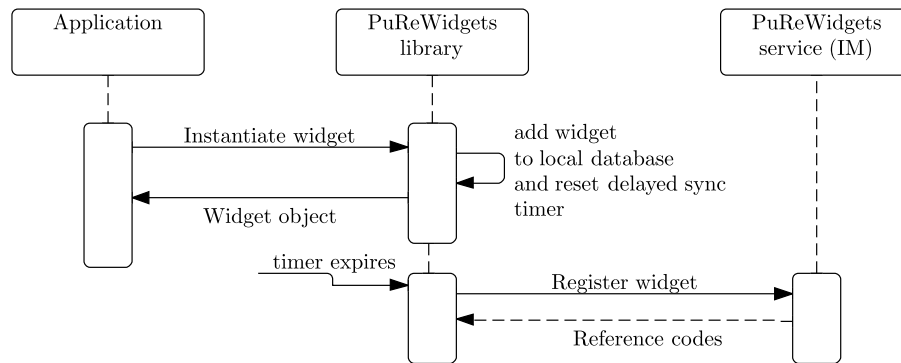 Application
PuReWidgets
library
PuReWidgets
service (IM)
Instantiate widget
add widget
to local database
and reset delayed sync
timer
Widget object
timer expires
Register widget
Reference codes